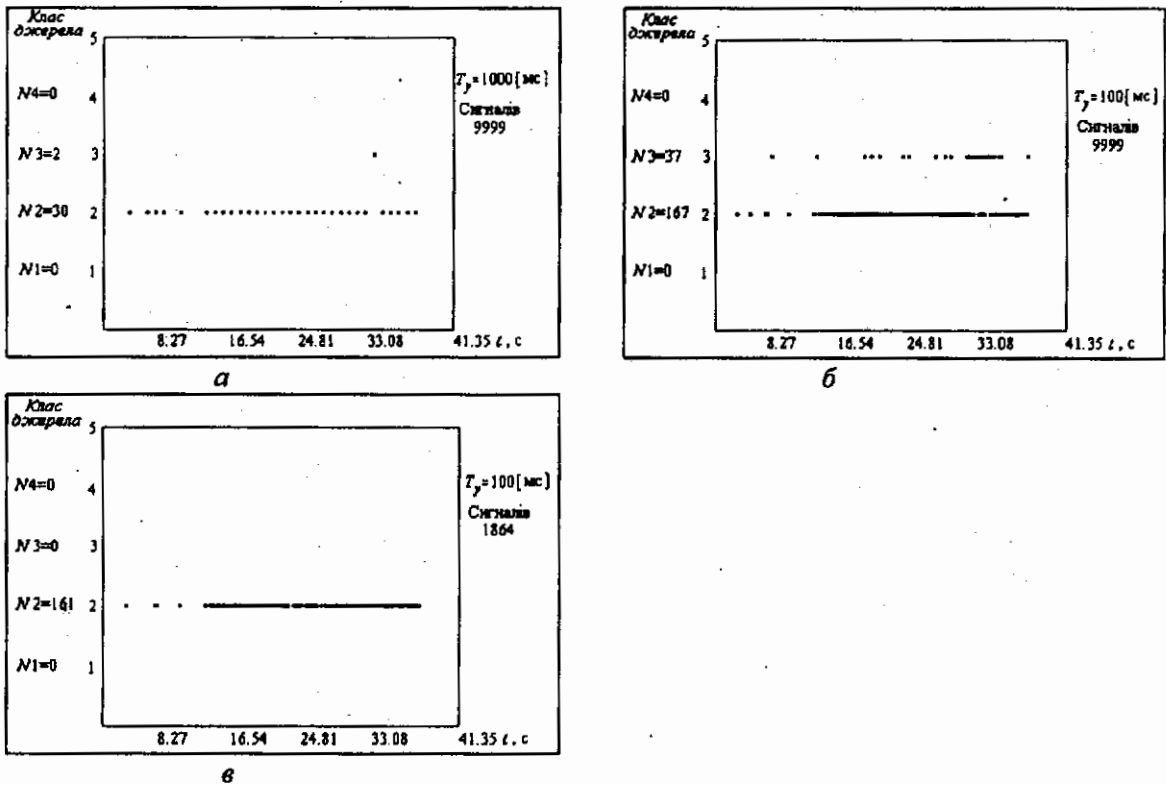 Клас
джерела
5
N4=0 4
N3=2 3
N2=30 2
N1=0 1
8.27 16.54 24.81 33.08 41.35 t, с
Tу=1000[мс]
Сигналів
9999
а
Клас
джерела
5
N4=0 4
N3=37 3
N2=167 2
N1=0 1
8.27 16.54 24.81 33.08 41.35 t, с
Tу=100[мс]
Сигналів
9999
б
Клас
джерела
5
N4=0 4
N3=0 3
N2=161 2
N1=0 1
8.27 16.54 24.81 33.08 41.35 t, с
Tу=100[мс]
Сигналів
1864
в